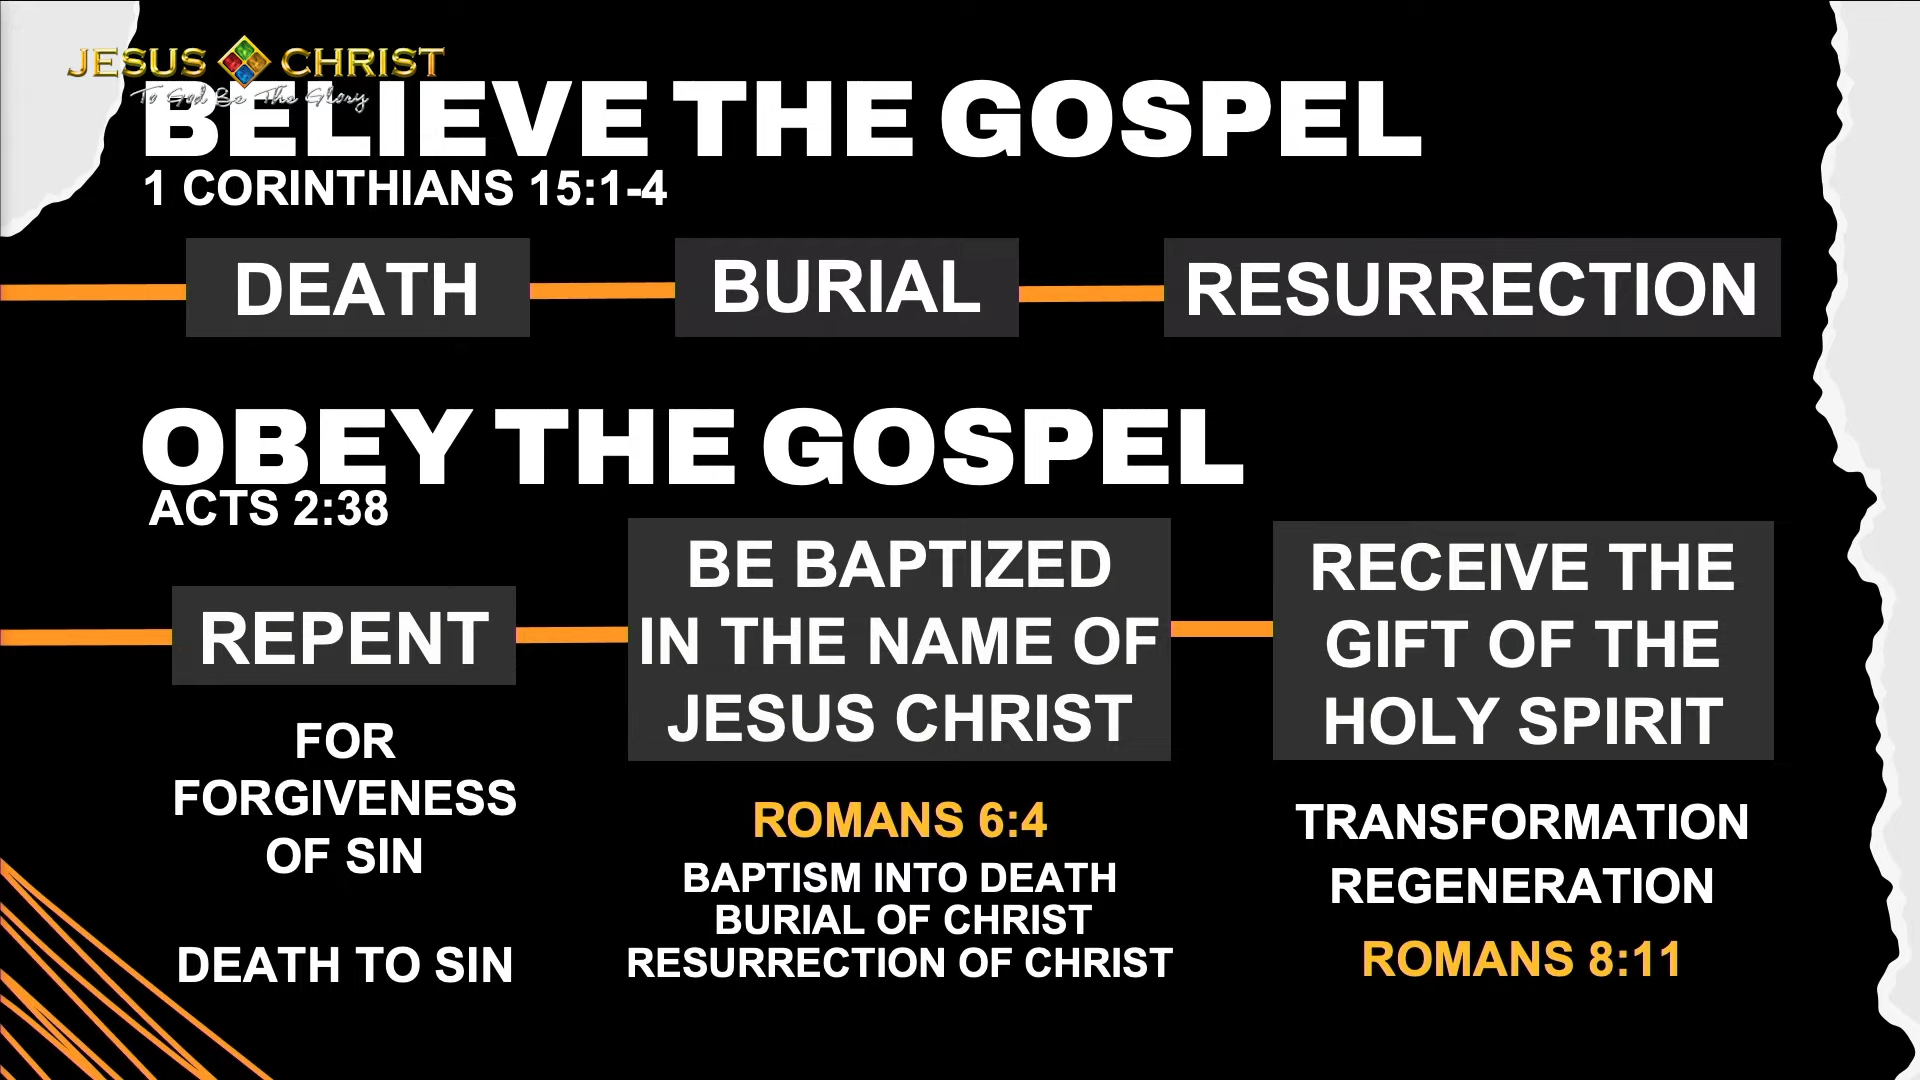 JESUS CHRIST
To God Be The Glory
BELIEVE THE GOSPEL
1 CORINTHIANS 15:1-4
DEATH
BURIAL
RESURRECTION
OBEY THE GOSPEL
ACTS 2:38
REPENT
FOR
FORGIVENESS
OF SIN
DEATH TO SIN
BE BAPTIZED
IN THE NAME OF
JESUS CHRIST
ROMANS 6:4
BAPTISM INTO DEATH
BURIAL OF CHRIST
RESURRECTION OF CHRIST
RECEIVE THE
GIFT OF THE
HOLY SPIRIT
TRANSFORMATION
REGENERATION
ROMANS 8:11